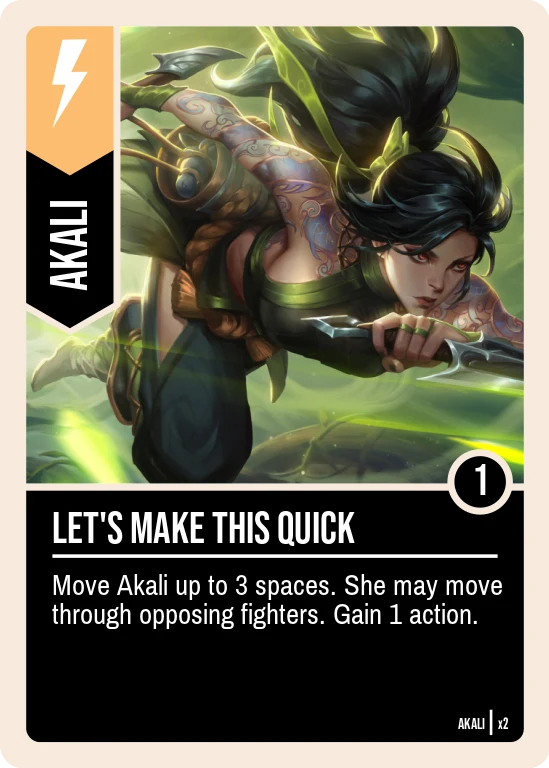 AKALI
1
LET'S MAKE THIS QUICK
Move Akali up to 3 spaces. She may move
through opposing fighters. Gain 1 action.
AKALI | x2